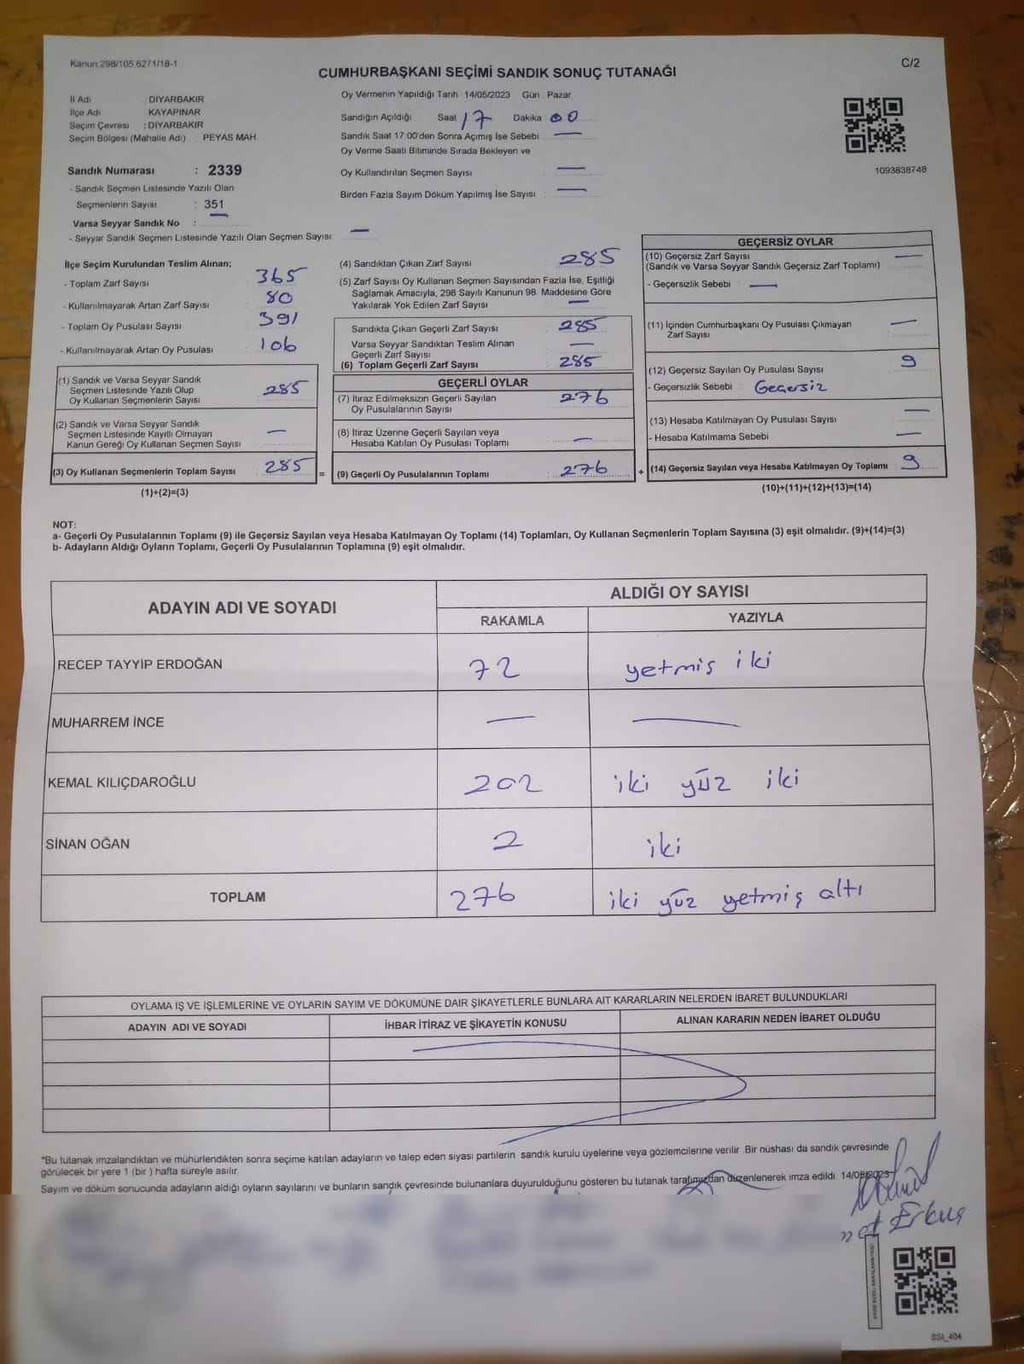 Kanun:298/105,6271/18-1
C/2
CUMHURBAŞKANI SEÇİMİ SANDIK SONUÇ TUTANAĞI
İl Adı : DİYARBAKIR
İlçe Adı : KAYAPINAR
Seçim Çevresi : DİYARBAKIR
Seçim Bölgesi (Mahalle Adı) : PEYAS MAH.
Oy Vermenin Yapıldığı Tarih 14/05/2023 Gün : Pazar
Sandığın Açıldığı Saat 17 Dakika 00
Sandık Saat 17:00'den Sonra Açımış İse Sebebi —
Oy Verme Saati Bitiminde Sırada Bekleyen ve
Oy Kullandırılan Seçmen Sayısı —
Birden Fazla Sayım Döküm Yapılmış İse Sayısı —
1093838748
Sandık Numarası : 2339
- Sandık Seçmen Listesinde Yazılı Olan
Seçmenlerin Sayısı : 351
Varsa Seyyar Sandık No : —
- Seyyar Sandık Seçmen Listesinde Yazılı Olan Seçmen Sayısı: —
İlçe Seçim Kurulundan Teslim Alınan;
- Toplam Zarf Sayısı 365
- Kullanılmayarak Artan Zarf Sayısı 80
- Toplam Oy Pusulası Sayısı 391
- Kullanılmayarak Artan Oy Pusulası 106
(1) Sandık ve Varsa Seyyar Sandık
Seçmen Listesinde Yazılı Olup
Oy Kullanan Seçmenlerin Sayısı 285
(2) Sandık ve Varsa Seyyar Sandık
Seçmen Listesinde Kayıtlı Olmayan
Kanun Gereği Oy Kullanan Seçmen Sayısı —
(3) Oy Kullanan Seçmenlerin Toplam Sayısı 285 =
(1)+(2)=(3)
(4) Sandıktan Çıkan Zarf Sayısı 285
(5) Zarf Sayısı Oy Kullanan Seçmen Sayısından Fazla İse, Eşitliği
Sağlamak Amacıyla, 298 Sayılı Kanunun 98. Maddesine Göre
Yakılarak Yok Edilen Zarf Sayısı —
Sandıkta Çıkan Geçerli Zarf Sayısı 285
Varsa Seyyar Sandıktan Teslim Alınan
Geçerli Zarf Sayısı —
(6) Toplam Geçerli Zarf Sayısı 285
GEÇERLİ OYLAR
(7) İtiraz Edilmeksizin Geçerli Sayılan
Oy Pusulalarının Sayısı 276
(8) İtiraz Üzerine Geçerli Sayılan veya
Hesaba Katılan Oy Pusulası Toplamı —
(9) Geçerli Oy Pusulalarının Toplamı 276 +
GEÇERSİZ OYLAR
(10) Geçersiz Zarf Sayısı —
(Sandık ve Varsa Seyyar Sandık Geçersiz Zarf Toplamı)
- Geçersizlik Sebebi : —
(11) İçinden Cumhurbaşkanı Oy Pusulası Çıkmayan
Zarf Sayısı —
(12) Geçersiz Sayılan Oy Pusulası Sayısı 9
- Geçersizlik Sebebi : Geçersiz
(13) Hesaba Katılmayan Oy Pusulası Sayısı —
- Hesaba Katılmama Sebebi —
(14) Geçersiz Sayılan veya Hesaba Katılmayan Oy Toplamı 9
(10)+(11)+(12)+(13)=(14)
NOT:
a- Geçerli Oy Pusulalarının Toplamı (9) ile Geçersiz Sayılan veya Hesaba Katılmayan Oy Toplamı (14) Toplamları, Oy Kullanan Seçmenlerin Toplam Sayısına (3) eşit olmalıdır. (9)+(14)=(3)
b- Adayların Aldığı Oyların Toplamı, Geçerli Oy Pusulalarının Toplamına (9) eşit olmalıdır.
ADAYIN ADI VE SOYADI ALDIĞI OY SAYISI
RAKAMLA YAZIYLA
RECEP TAYYİP ERDOĞAN 72 yetmiş iki
MUHARREM İNCE — —
KEMAL KILIÇDAROĞLU 202 iki yüz iki
SİNAN OĞAN 2 iki
TOPLAM 276 iki yüz yetmiş altı
OYLAMA İŞ VE İŞLEMLERİNE VE OYLARIN SAYIM VE DÖKÜMÜNE DAİR ŞİKAYETLERLE BUNLARA AİT KARARLARIN NELERDEN İBARET BULUNDUKLARI
ADAYIN ADI VE SOYADI İHBAR İTİRAZ VE ŞİKAYETİN KONUSU ALINAN KARARIN NEDEN İBARET OLDUĞU
*Bu tutanak imzalandıktan ve mühürlendikten sonra seçime katılan adayların ve talep eden siyasi partilerin sandık kurulu üyelerine veya gözlemcilerine verilir. Bir nüshası da sandık çevresinde
görülecek bir yere 1 (bir ) hafta süreyle asılır.
Sayım ve döküm sonucunda adayların aldığı oyların sayılarını ve bunların sandık çevresinde bulunanlara duyurulduğunu gösteren bu tutanak tarafımızdan düzenlenerek imza edildi. 14/05/2023
Erkuş